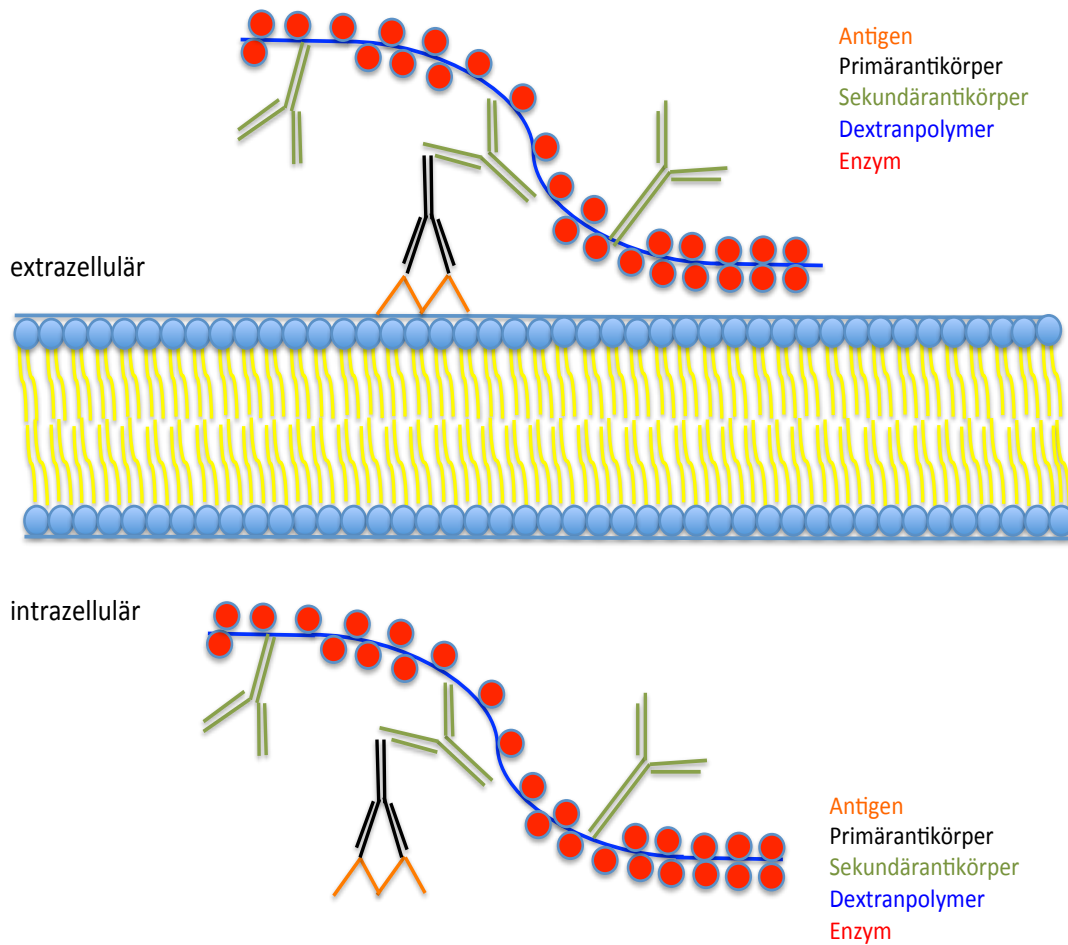 Antigen
Primärantikörper
Sekundärantikörper
Dextranpolymer
Enzym
extrazellulär
intrazellulär
Antigen
Primärantikörper
Sekundärantikörper
Dextranpolymer
Enzym